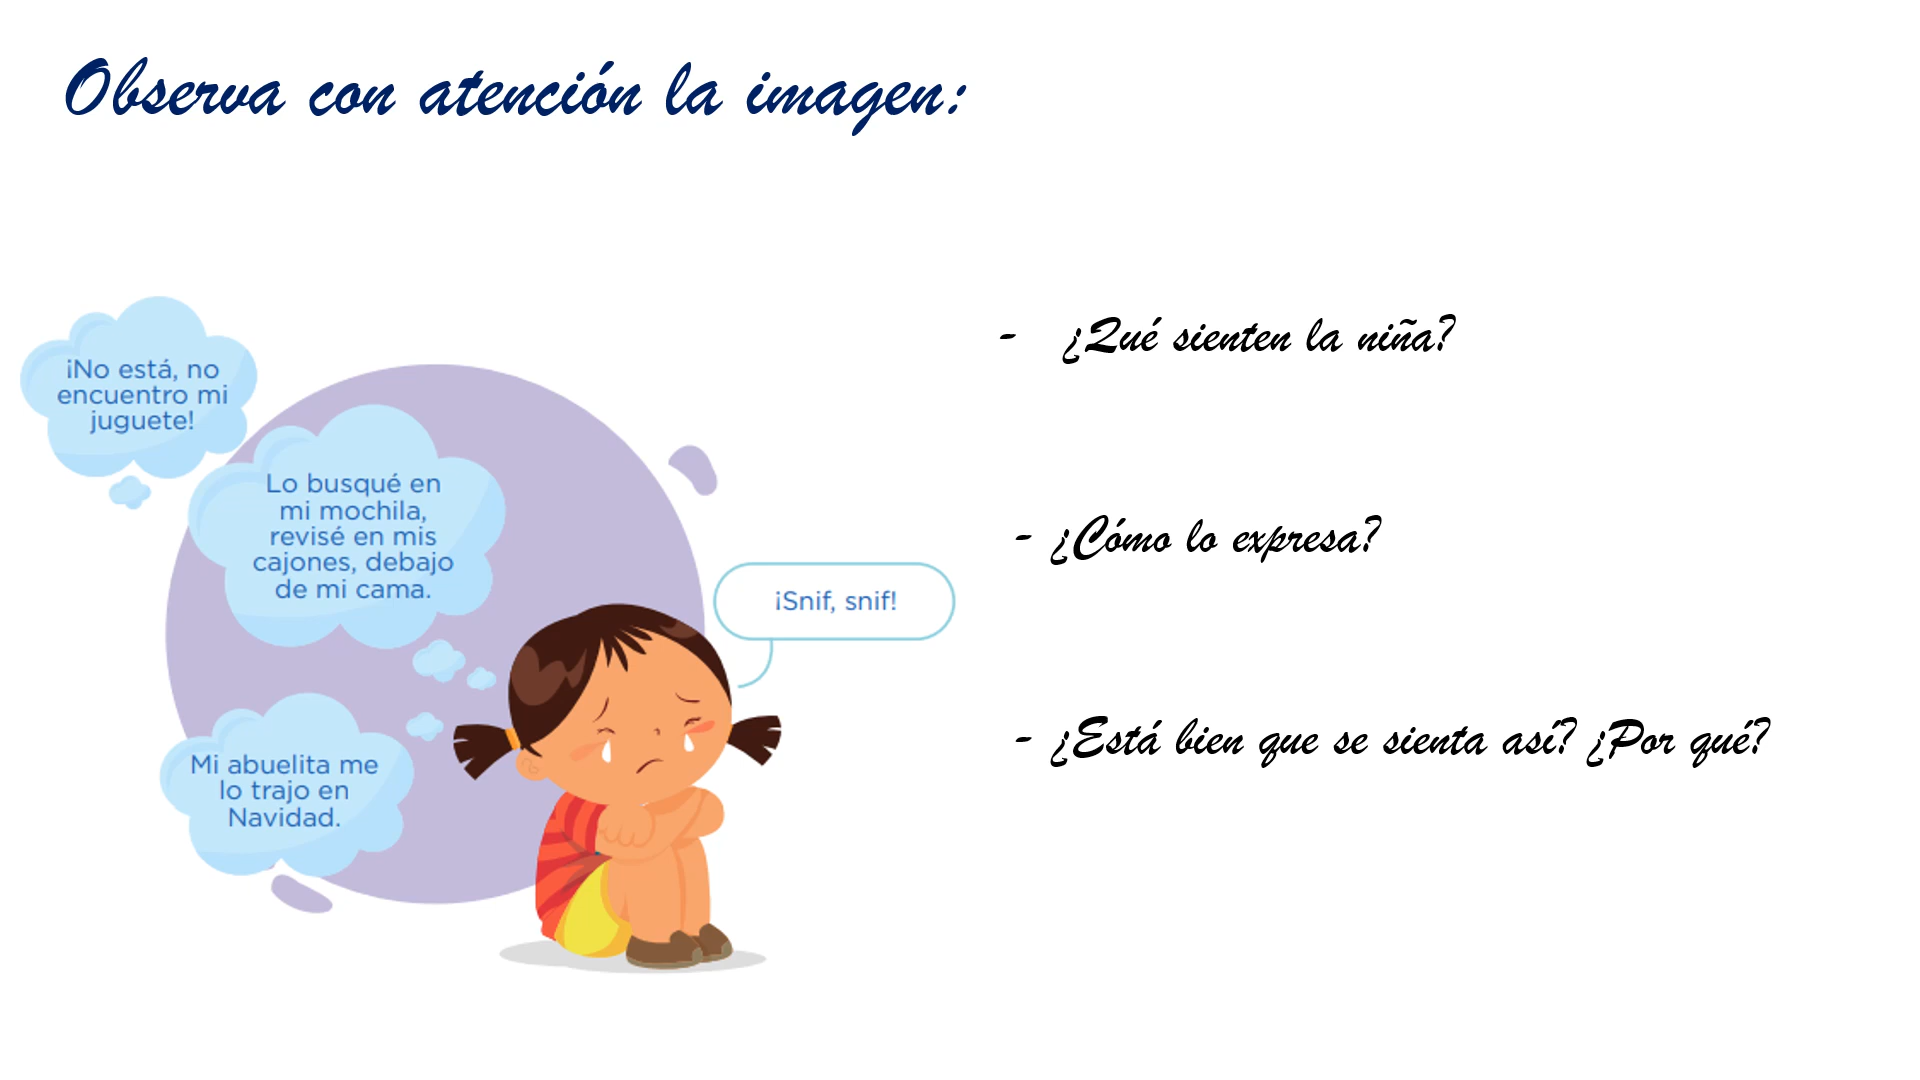 Observa con atención la imagen:
¡No está, no
encuentro mi
juguete!
Lo busqué en
mi mochila,
revisé en mis
cajones, debajo
de mi cama.
¡Snif, snif!
Mi abuelita me
lo trajo en
Navidad.
- ¿Qué sienten la niña?
- ¿Cómo lo expresa?
- ¿Está bien que se sienta así? ¿Por qué?